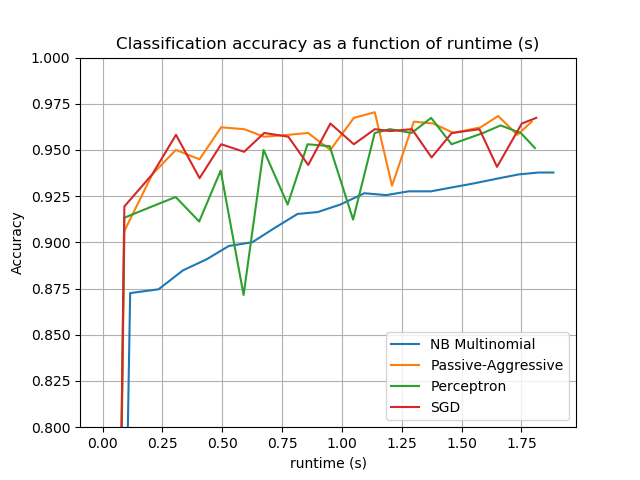 Classification accuracy as a function of runtime (s)
1.000
0.975
0.950
0.925
0.900
0.875
0.850
0.825
0.800
Accuracy
NB Multinomial
Passive-Aggressive
Perceptron
SGD
0.00 0.25 0.50 0.75 1.00 1.25 1.50 1.75
runtime (s)